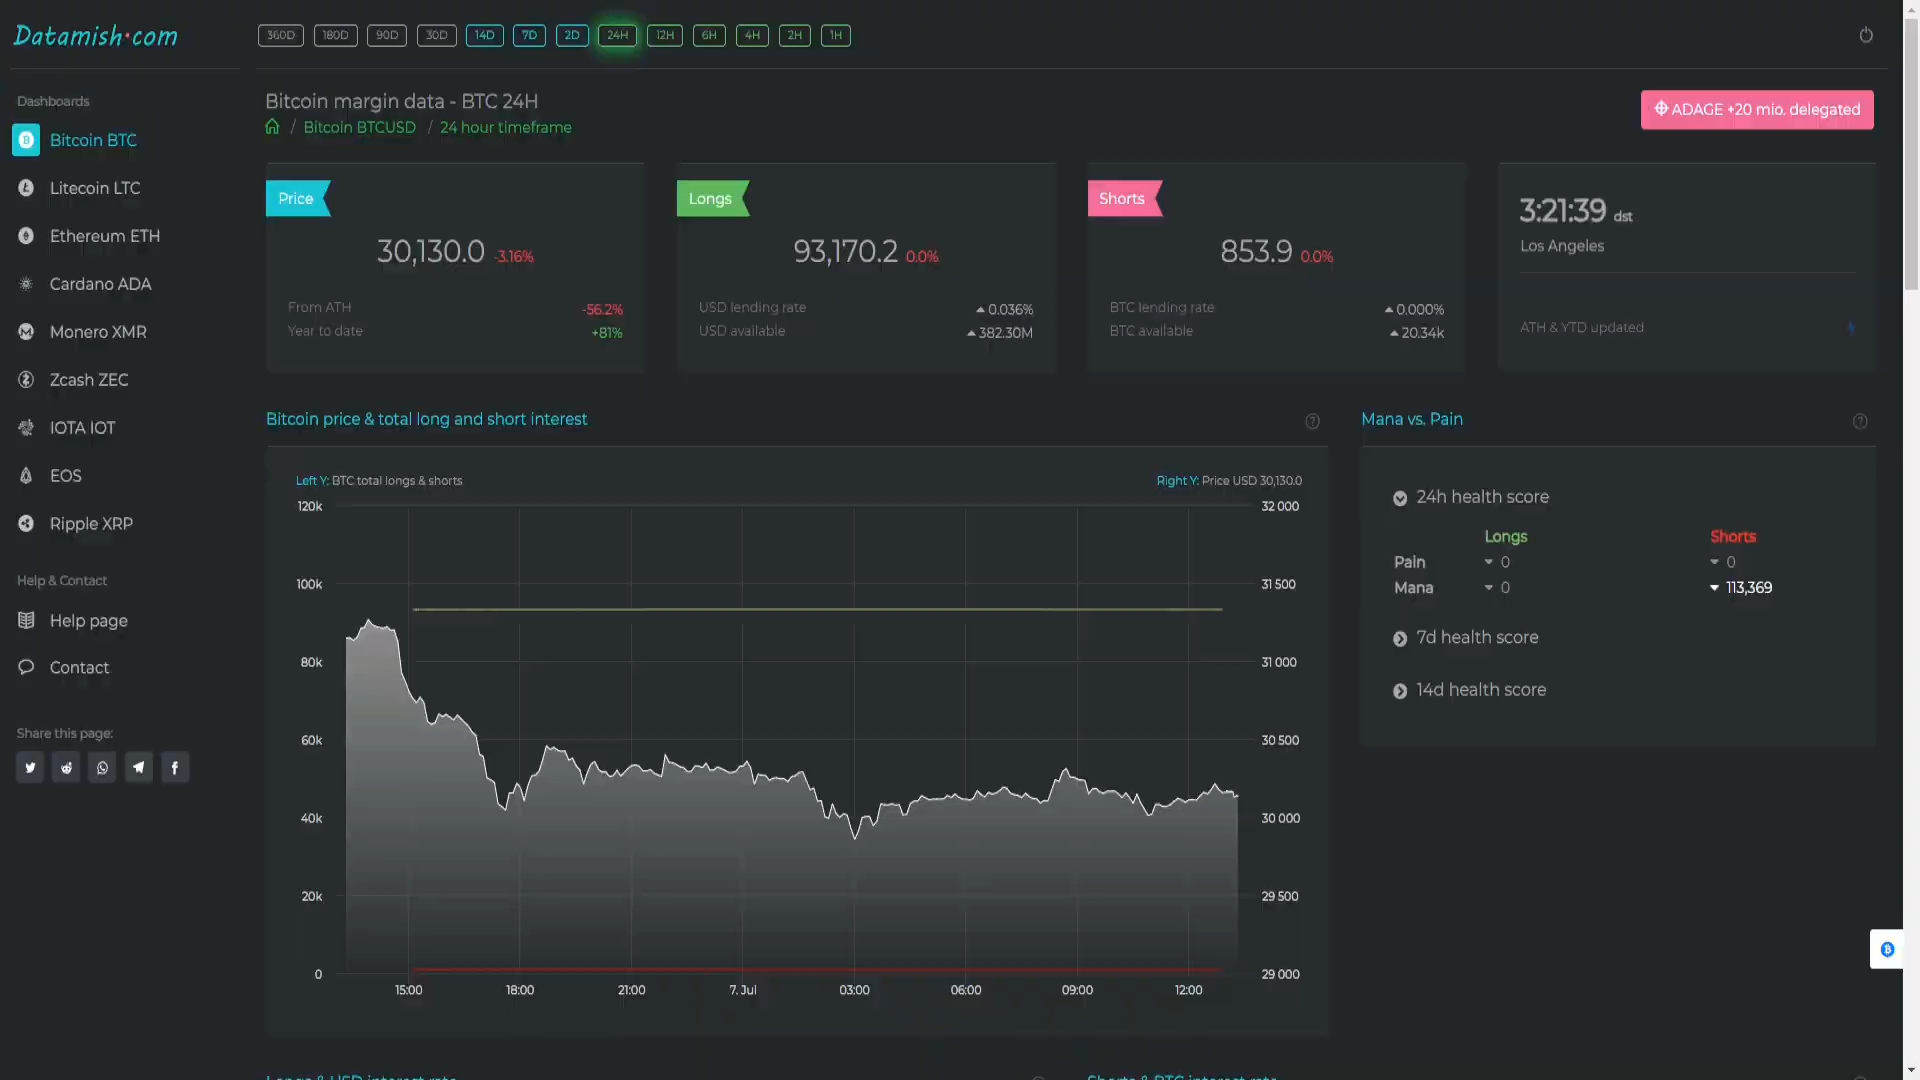 Datamish.com
360D 180D 90D 30D 14D 7D 2D 24H 12H 6H 4H 2H 1H
Dashboards
Bitcoin BTC
Litecoin LTC
Ethereum ETH
Cardano ADA
Monero XMR
Zcash ZEC
IOTA IOT
EOS
Ripple XRP
Help & Contact
Help page
Contact
Share this page:
Bitcoin margin data - BTC 24H
/ Bitcoin BTCUSD / 24 hour timeframe
ADAGE +20 mio. delegated
Price
30,130.0 -3.16%
From ATH -56.2%
Year to date +81%
Longs
93,170.2 0.0%
USD lending rate 0.036%
USD available 382.30M
Shorts
853.9 0.0%
BTC lending rate 0.000%
BTC available 20.34k
3:21:39 dst
Los Angeles
ATH & YTD updated
Bitcoin price & total long and short interest
Left Y: BTC total longs & shorts
Right Y: Price USD 30,130.0
120k 32 000
100k 31 500
80k 31 000
60k 30 500
40k 30 000
20k 29 500
0 29 000
15:00 18:00 21:00 7. Jul 03:00 06:00 09:00 12:00
Mana vs. Pain
24h health score
Longs Shorts
Pain 0 0
Mana 0 113,369
7d health score
14d health score
Longs & USD interest rate
Shorts & BTC interest rate